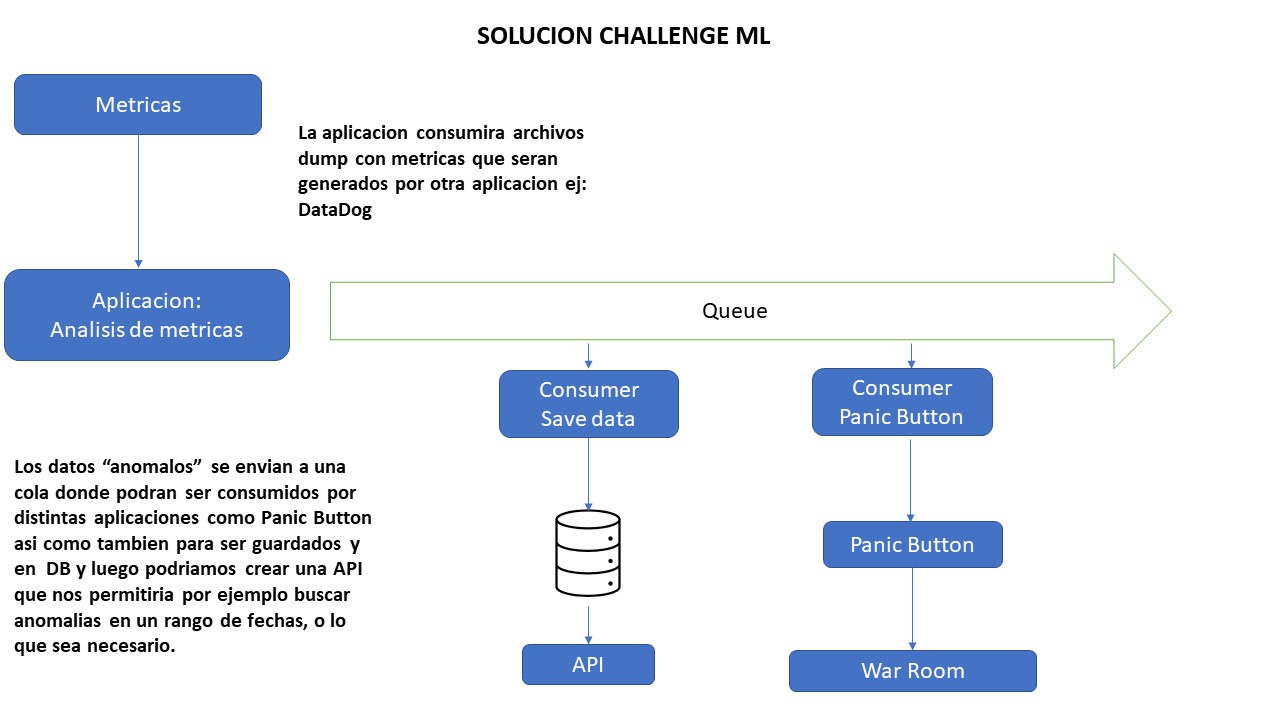 SOLUCION CHALLENGE ML
Metricas
La aplicacion consumira archivos
dump con metricas que seran
generados por otra aplicacion ej:
DataDog
Aplicacion:
Analisis de metricas
Queue
Consumer
Save data
Consumer
Panic Button
Los datos “anomalos” se envian a una
cola donde podran ser consumidos por
distintas aplicaciones como Panic Button
asi como tambien para ser guardados y
en DB y luego podriamos crear una API
que nos permitiria por ejemplo buscar
anomalias en un rango de fechas, o lo
que sea necesario.
Panic Button
API
War Room